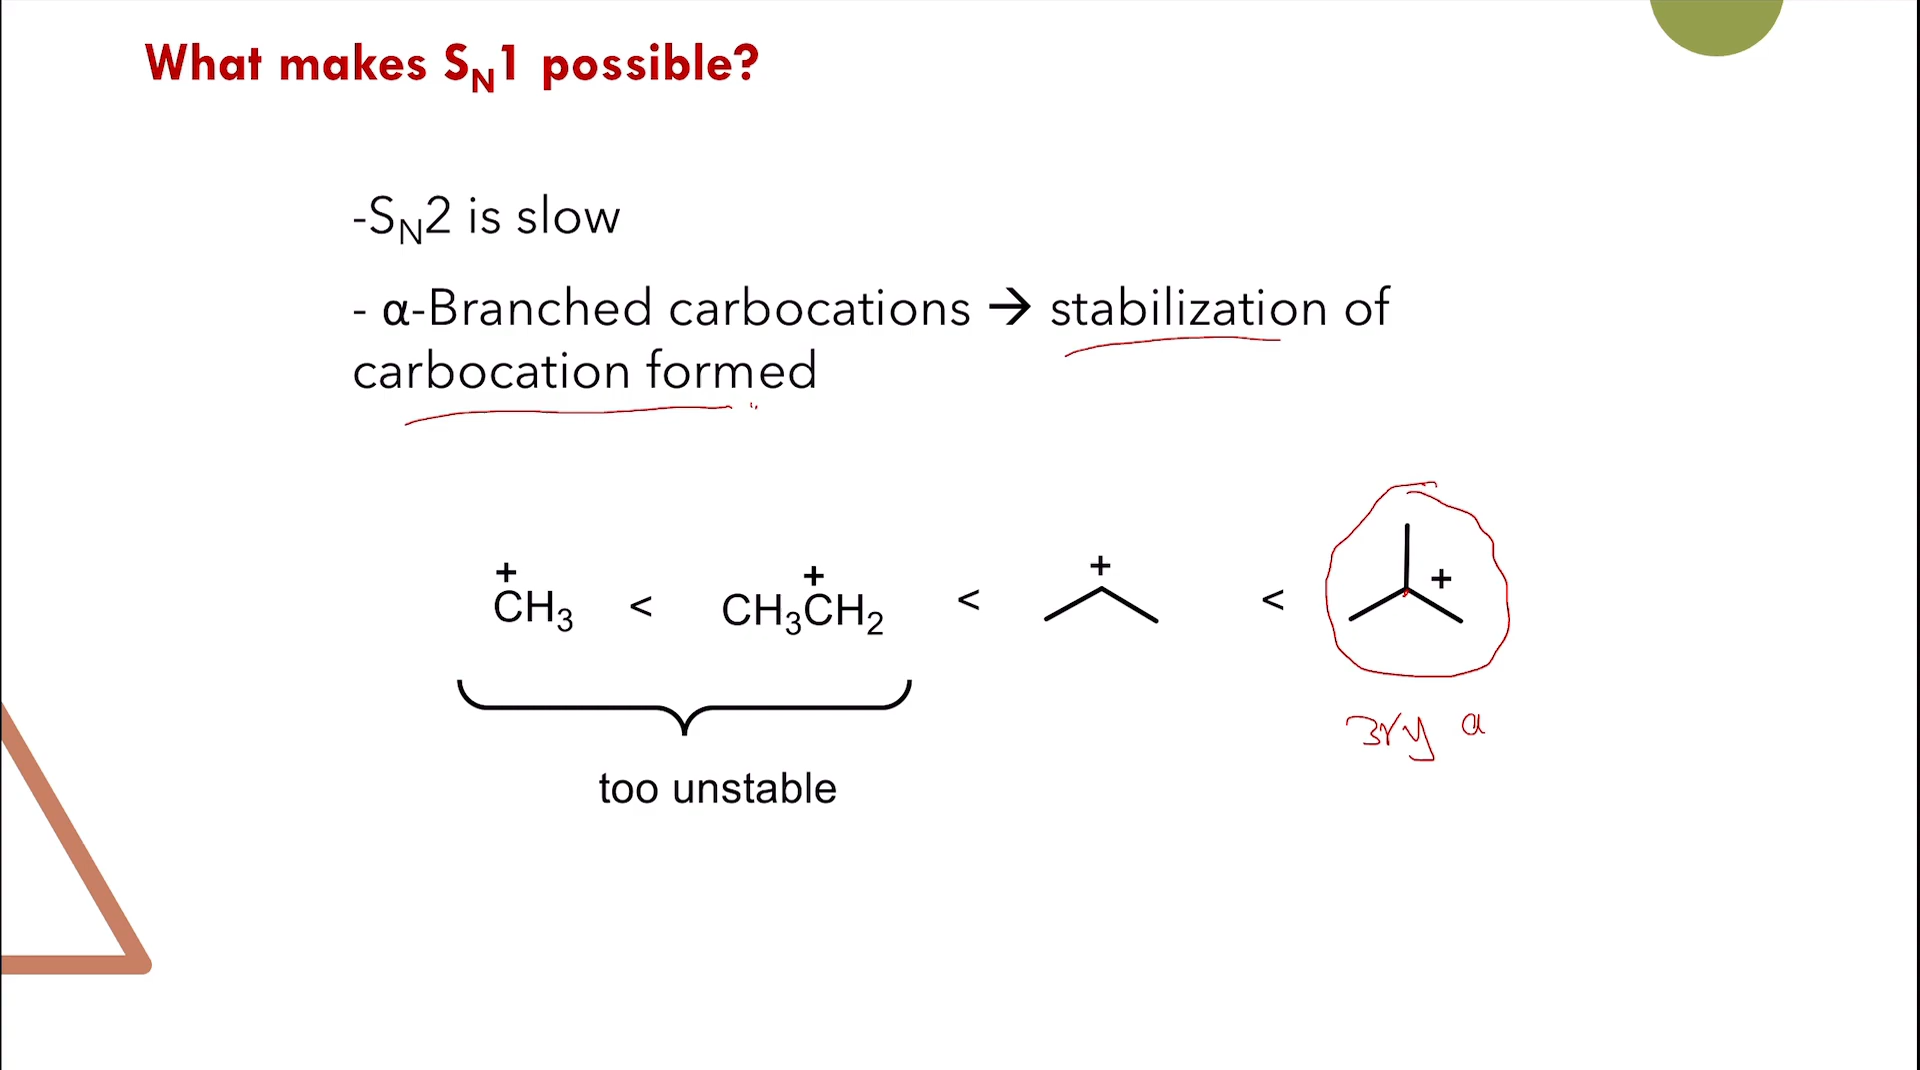 What makes SN1 possible?
-SN2 is slow
- α-Branched carbocations → stabilization of
carbocation formed
+ + + +
CH3 < CH3CH2 < <
3ry a
too unstable